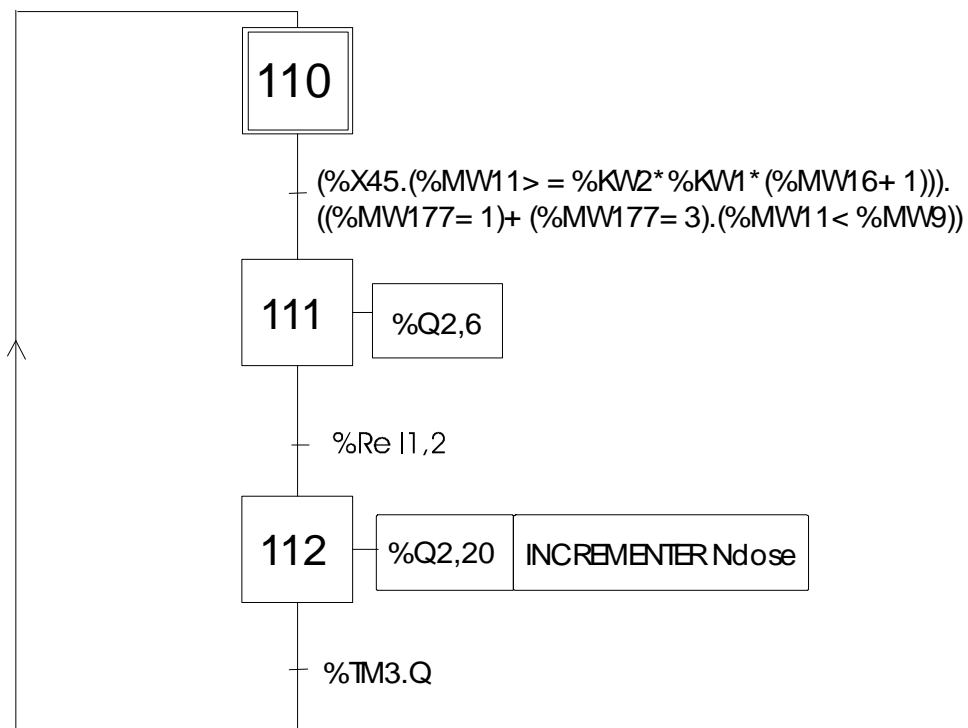 110
(%X45.(%MW11> = %KW2*%KW1*(%MW16+ 1))).
((%MW177= 1)+ (%MW177= 3).(%MW11< %MW9))
111
%Q2,6
%Re I1,2
112
%Q2,20
INCREMENTER Ndose
%TM3.Q